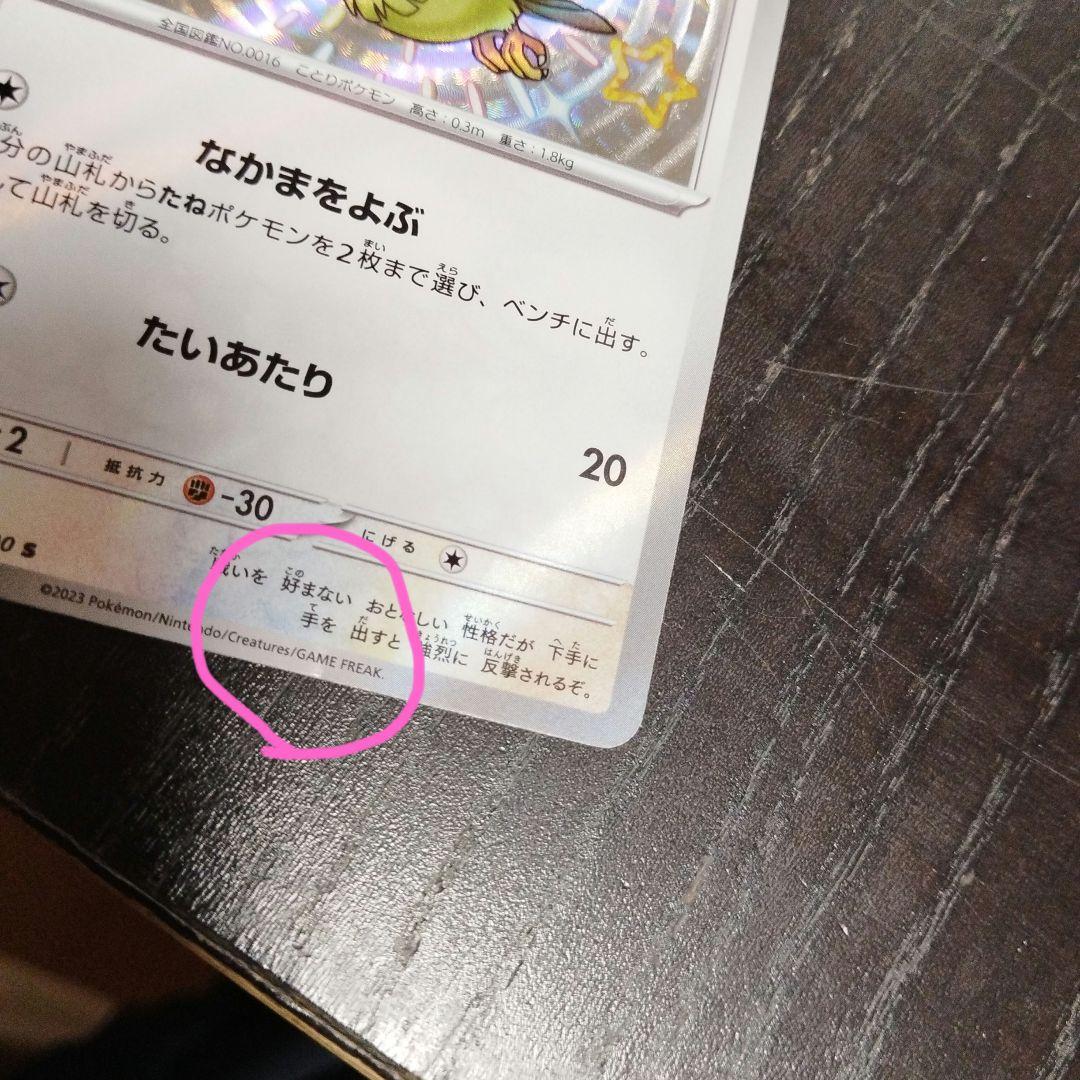 全国図鑑NO.0016 ことりポケモン 高さ:0.3m 重さ:1.8kg
なかまをよぶ
分の山札からたねポケモンを2枚まで選び、ベンチに出す。
して山札を切る。
たいあたり
20
2 抵抗力 -30
にげる
S
戦いを 好まない おとなしい 性格だが 下手に
手を 出すと 強烈に 反撃されるぞ。
©2023 Pokémon/Nintendo/Creatures/GAME FREAK.